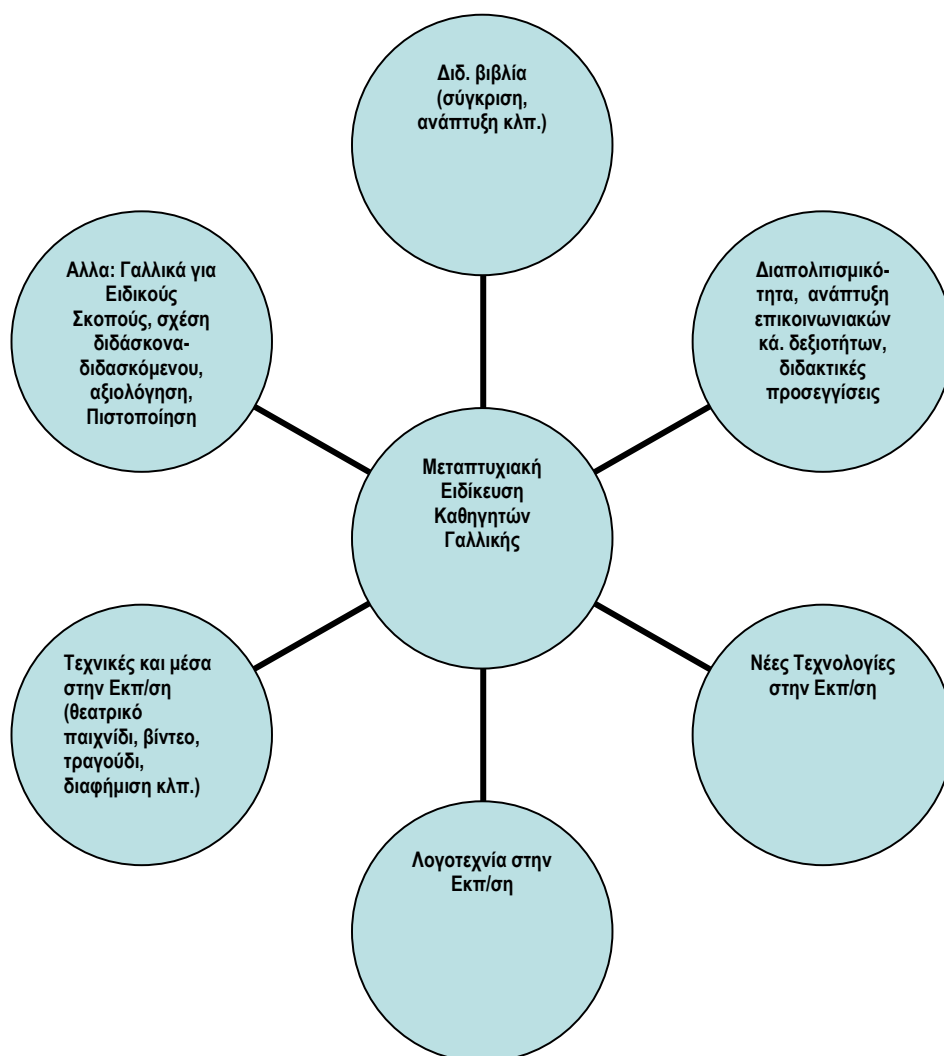 Διδ. βιβλία
(σύγκριση,
ανάπτυξη κλπ.)
Διαπολιτισμικό-
τητα, ανάπτυξη
επικοινωνιακών
κά. δεξιοτήτων,
διδακτικές
προσεγγίσεις
Νέες Τεχνολογίες
στην Εκπ/ση
Λογοτεχνία στην
Εκπ/ση
Τεχνικές και μέσα
στην Εκπ/ση
(θεατρικό
παιχνίδι, βίντεο,
τραγούδι,
διαφήμιση κλπ.)
Αλλα: Γαλλικά για
Ειδικούς
Σκοπούς, σχέση
διδάσκονα-
διδασκόμενου,
αξιολόγηση,
Πιστοποίηση
Μεταπτυχιακή
Ειδίκευση
Καθηγητών
Γαλλικής